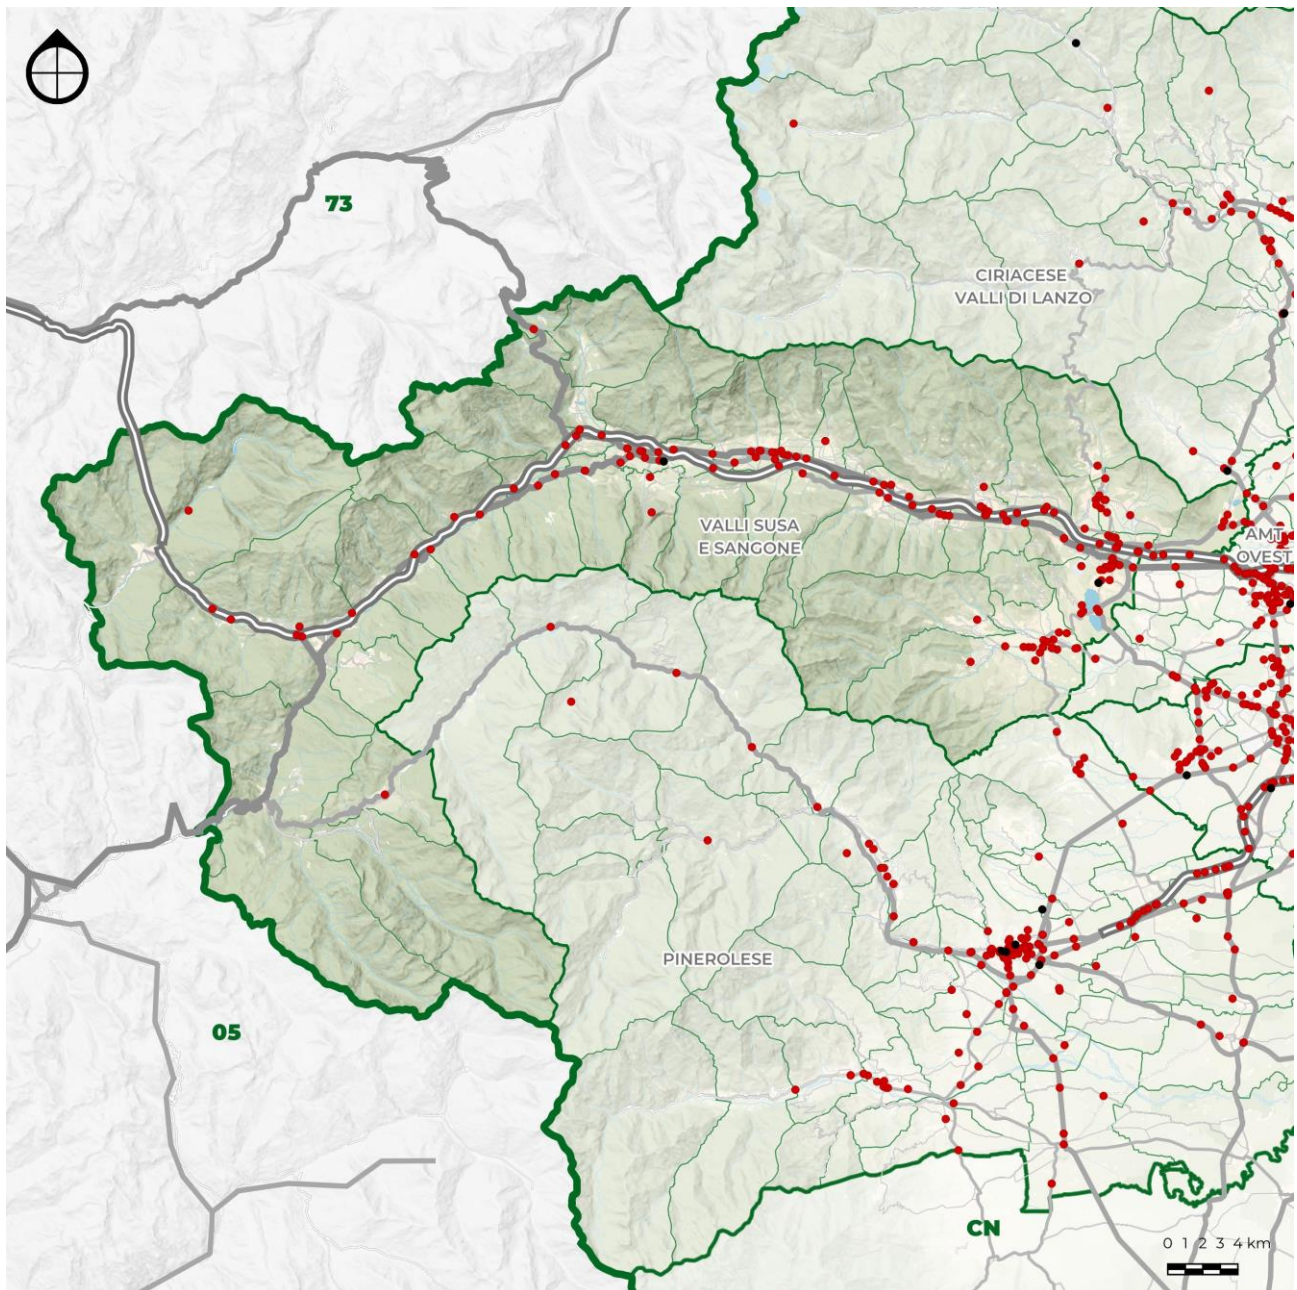 73
CIRIACESE
VALLI DI LANZO
VALLI SUSA
E SANGONE
AMT
OVEST
PINEROLESE
05
CN
0 1 2 3 4 km